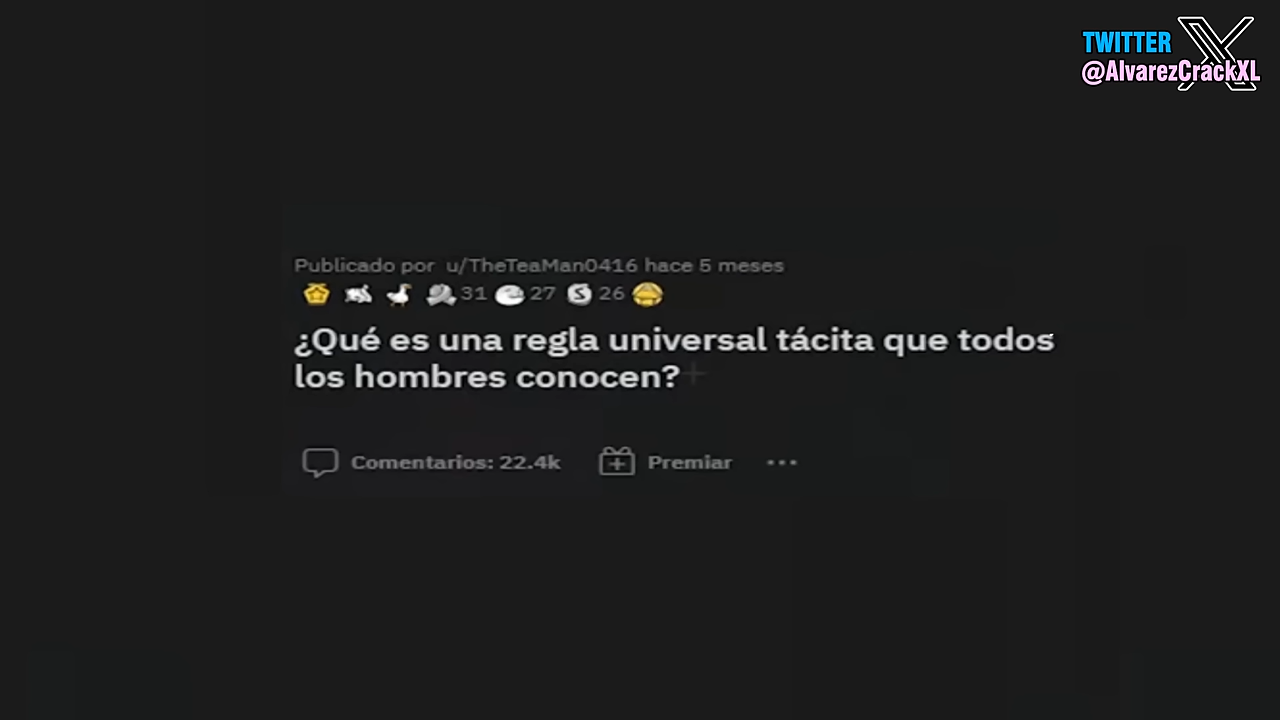 TWITTER
@AlvarezCrackXL
Publicado por u/TheTeaMan0416 hace 5 meses
31 27 26
¿Qué es una regla universal tácita que todos
los hombres conocen?
Comentarios: 22.4k Premiar ...